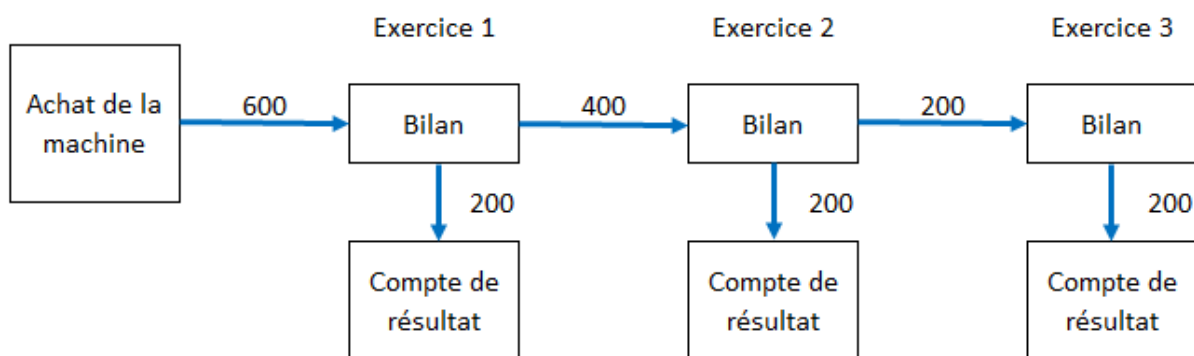 Exercice 1
Exercice 2
Exercice 3
Achat de la
machine
600
Bilan
400
Bilan
200
Bilan
200
200
200
Compte de
résultat
Compte de
résultat
Compte de
résultat